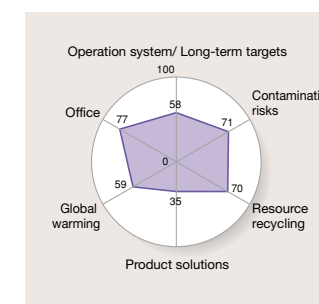 Operation system/ Long-term targets
100
58
Office
77
71
Contaminati
risks
0
59
70
35
Global
warming
Resource
recycling
Product solutions